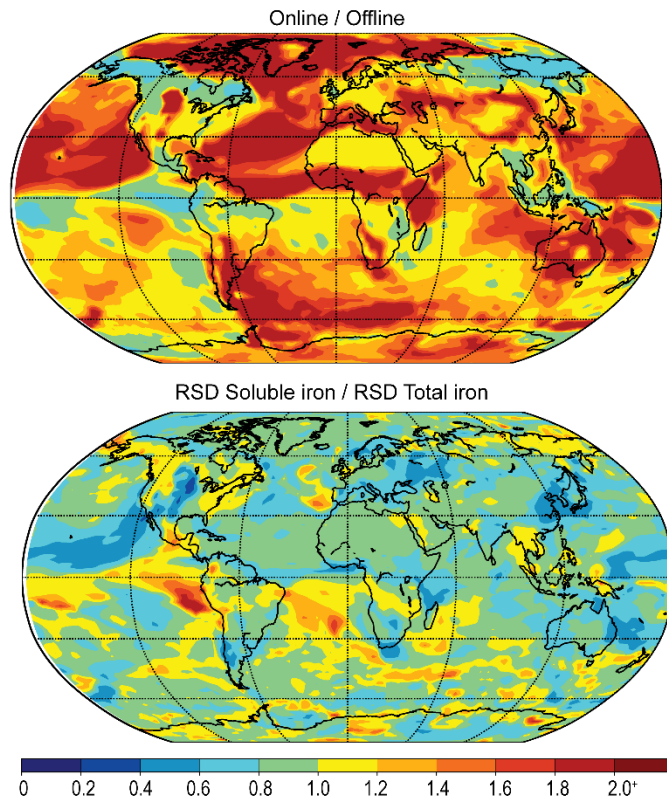 Online / Offline
RSD Soluble iron / RSD Total iron
0 0.2 0.4 0.6 0.8 1.0 1.2 1.4 1.6 1.8 2.0⁺